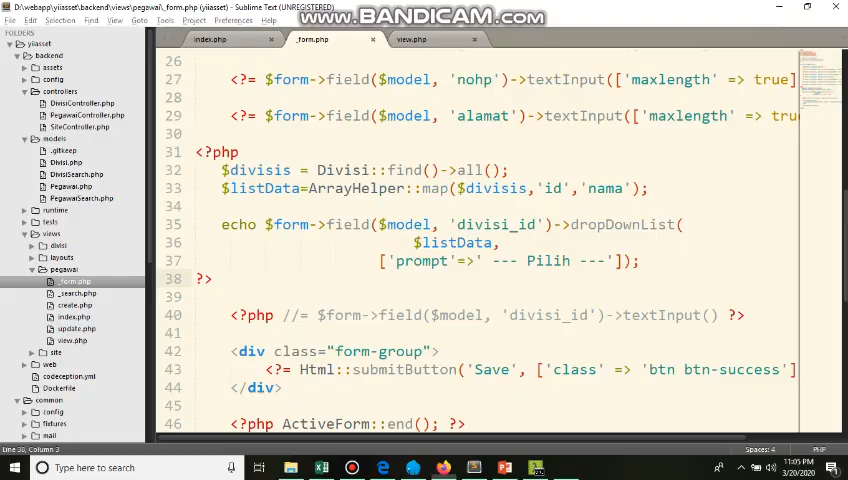 D:\webapp\yiiasset\backend\views\pegawai\_form.php (yiiasset) - Sublime Text (UNREGISTERED)
WWW.BANDICAM.COM
File Edit Selection Find View Goto Tools Project Preferences Help
FOLDERS
yiiasset
backend
assets
config
controllers
DivisiController.php
PegawaiController.php
SiteController.php
models
.gitkeep
Divisi.php
DivisiSearch.php
Pegawai.php
PegawaiSearch.php
runtime
tests
views
divisi
layouts
pegawai
_form.php
_search.php
create.php
index.php
update.php
view.php
site
web
codeception.yml
Dockerfile
common
config
fixtures
mail
index.php _form.php view.php
26
27 <?= $form->field($model, 'nohp')->textInput(['maxlength' => true]
28
29 <?= $form->field($model, 'alamat')->textInput(['maxlength' => tru
30
31 <?php
32 $divisis = Divisi::find()->all();
33 $listData=ArrayHelper::map($divisis,'id','nama');
34
35 echo $form->field($model, 'divisi_id')->dropDownList(
36 $listData,
37 ['prompt'=>' --- Pilih ---']);
38 ?>
39
40 <?php //= $form->field($model, 'divisi_id')->textInput() ?>
41
42 <div class="form-group">
43 <?= Html::submitButton('Save', ['class' => 'btn btn-success']
44 </div>
45
46 <?php ActiveForm::end(); ?>
Line 38, Column 3 Spaces: 4 PHP
Type here to search
11:05 PM
3/20/2020